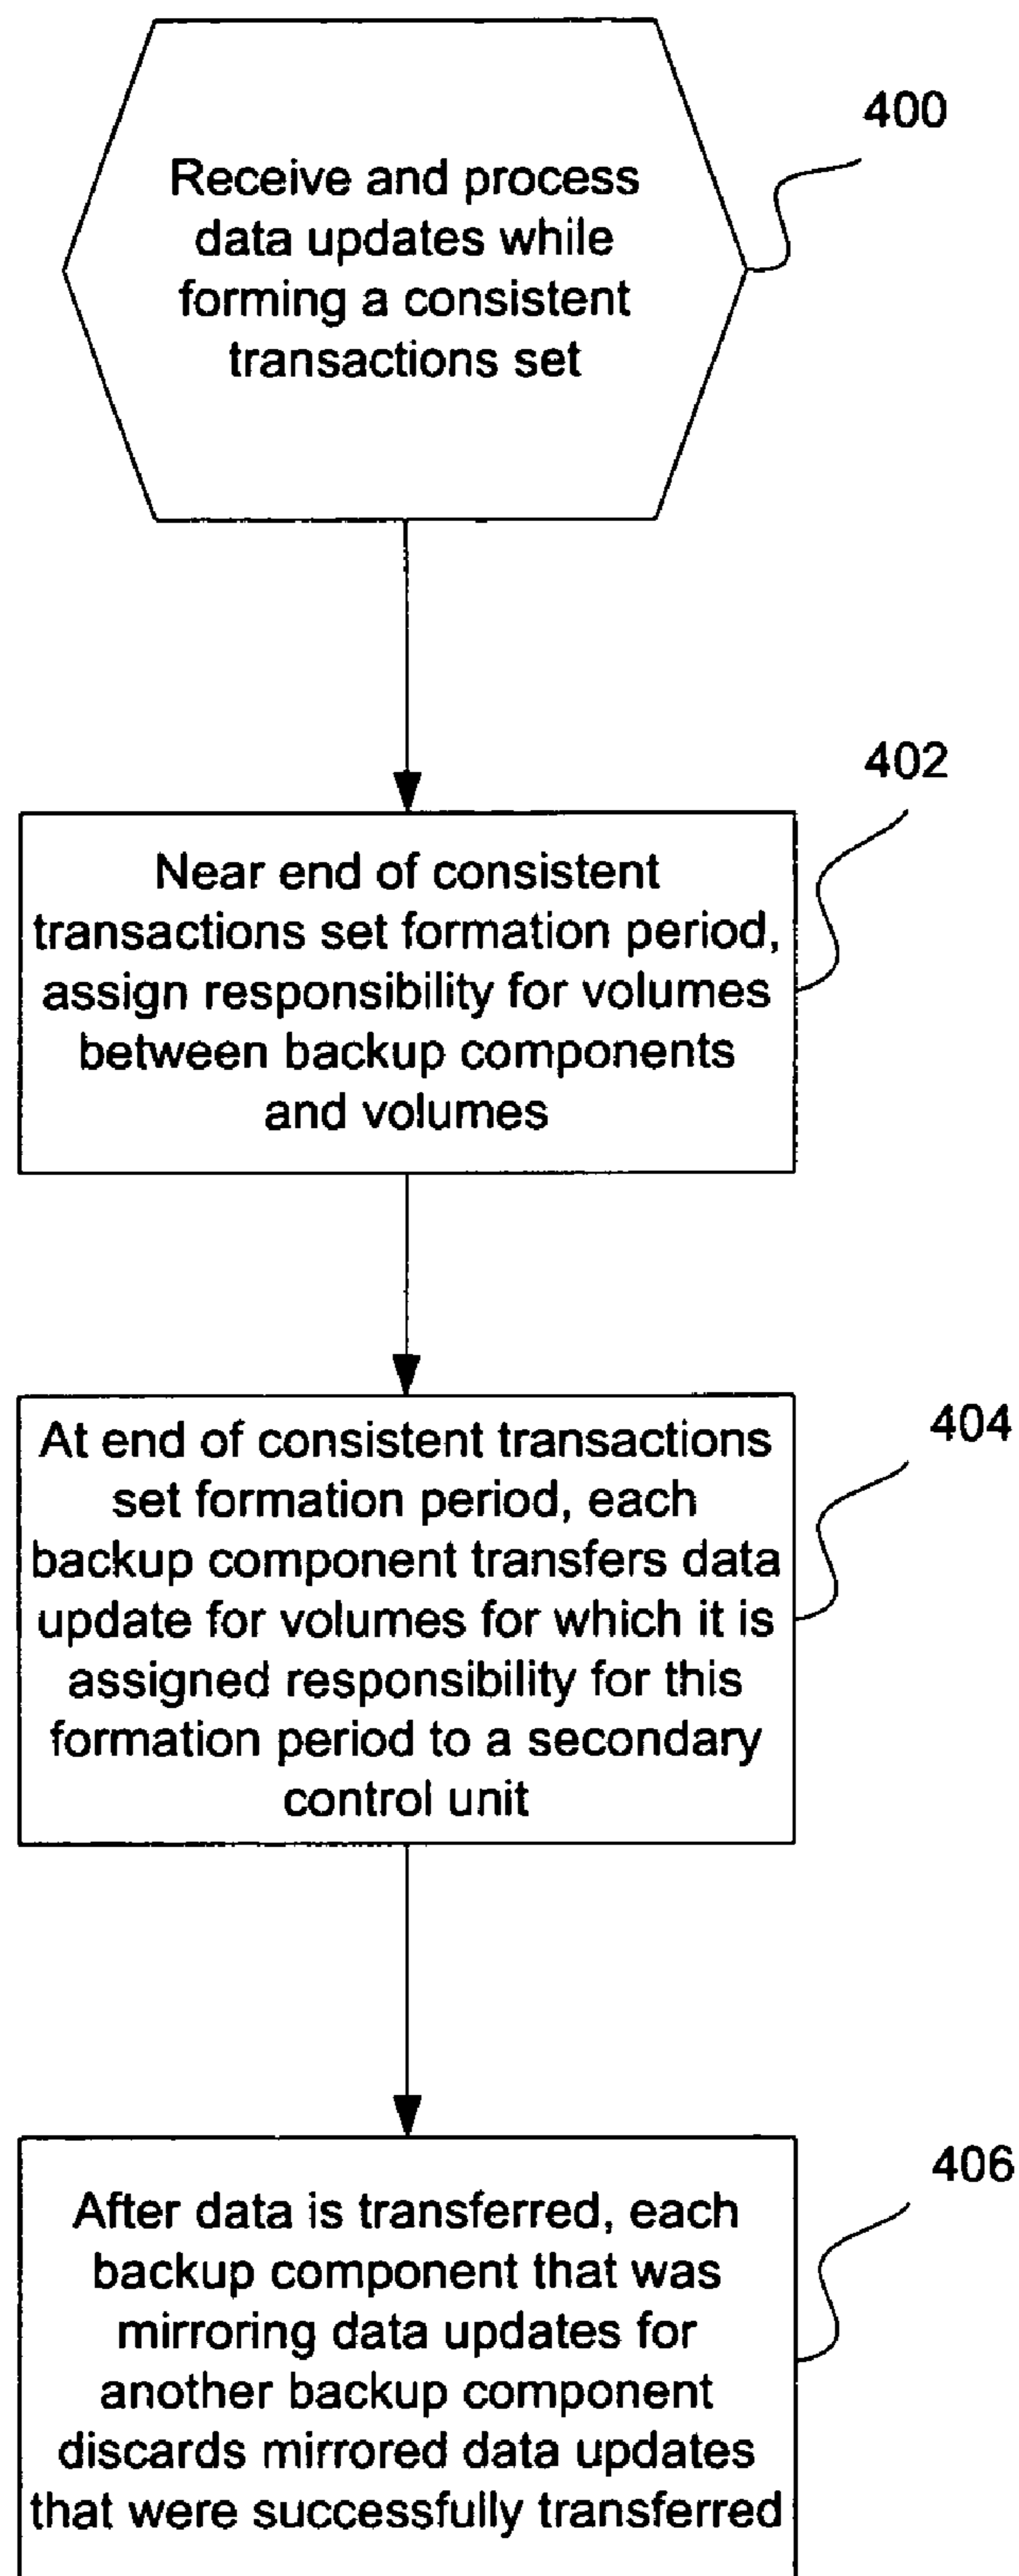 400
Receive and process
data updates while
forming a consistent
transactions set
402
Near end of consistent
transactions set formation period,
assign responsibility for volumes
between backup components
and volumes
404
At end of consistent transactions
set formation period, each
backup component transfers data
update for volumes for which it is
assigned responsibility for this
formation period to a secondary
control unit
406
After data is transferred, each
backup component that was
mirroring data updates for
another backup component
discards mirrored data updates
that were successfully transferred